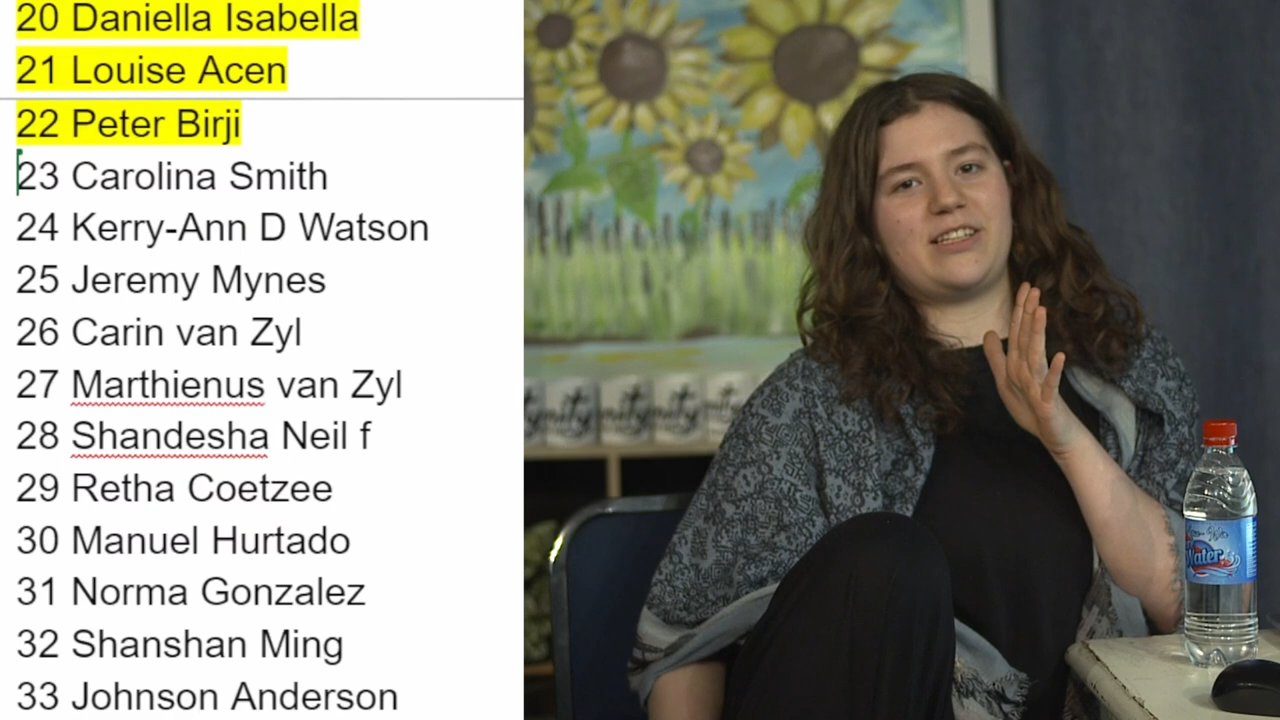 20 Daniella Isabella
21 Louise Acen
22 Peter Birji
23 Carolina Smith
24 Kerry-Ann D Watson
25 Jeremy Mynes
26 Carin van Zyl
27 Marthienus van Zyl
28 Shandesha Neil f
29 Retha Coetzee
30 Manuel Hurtado
31 Norma Gonzalez
32 Shanshan Ming
33 Johnson Anderson
Water